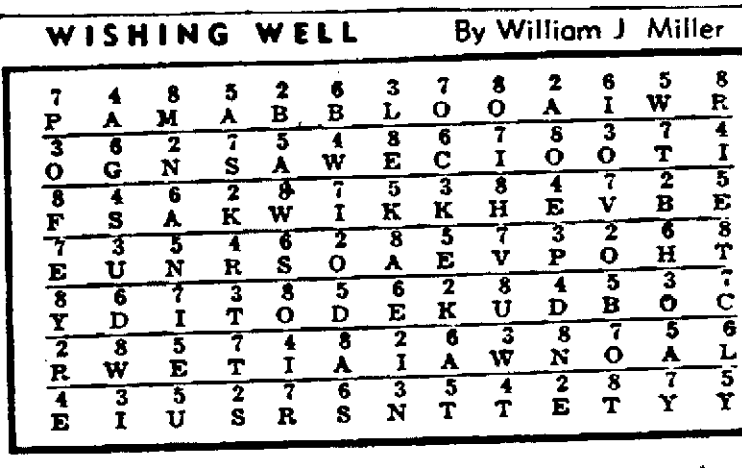 WISHING WELL By William J Miller
7 4 8 5 2 6 3 7 8 2 6 5 8
P A M A B B L O O A I W R
3 6 2 7 5 4 8 6 7 8 3 7 4
O G N S A W E C I O O T I
8 4 6 2 8 7 5 3 8 4 7 2 5
F S A K W I K K H E V B E
7 3 5 4 6 2 8 5 7 3 2 6 8
E U N R S O A E V P O H T
8 6 7 3 8 5 6 2 8 4 5 3 7
Y D I T O D E K U D B O C
2 8 5 7 4 8 2 6 3 8 7 5 6
R W E T I A I A W N O A L
4 3 5 2 7 6 3 5 4 2 8 7 5
E I U S R S N T T E T Y Y